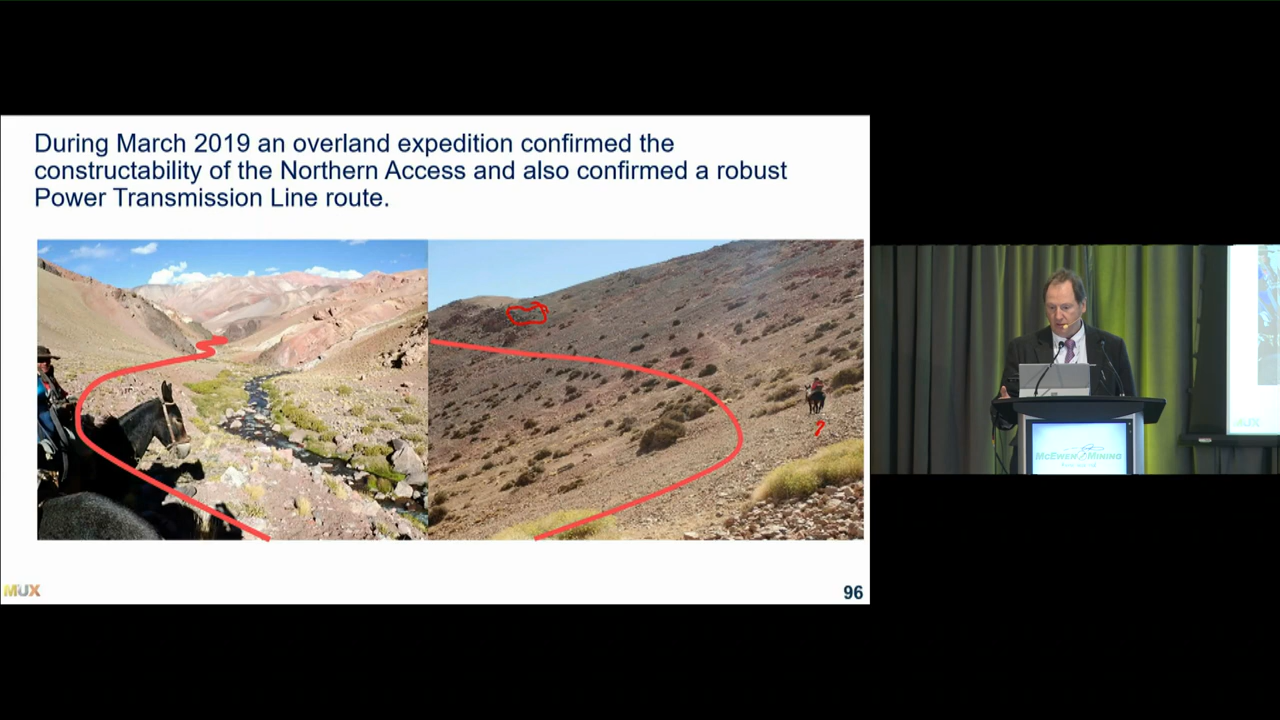 During March 2019 an overland expedition confirmed the
constructability of the Northern Access and also confirmed a robust
Power Transmission Line route.
?
MUX
96
McEWEN MINING
MUX